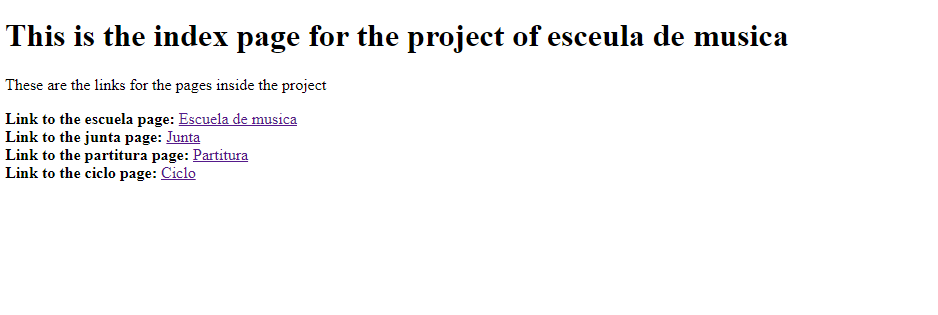 This is the index page for the project of esceula de musica
These are the links for the pages inside the project
Link to the escuela page: Escuela de musica
Link to the junta page: Junta
Link to the partitura page: Partitura
Link to the ciclo page: Ciclo